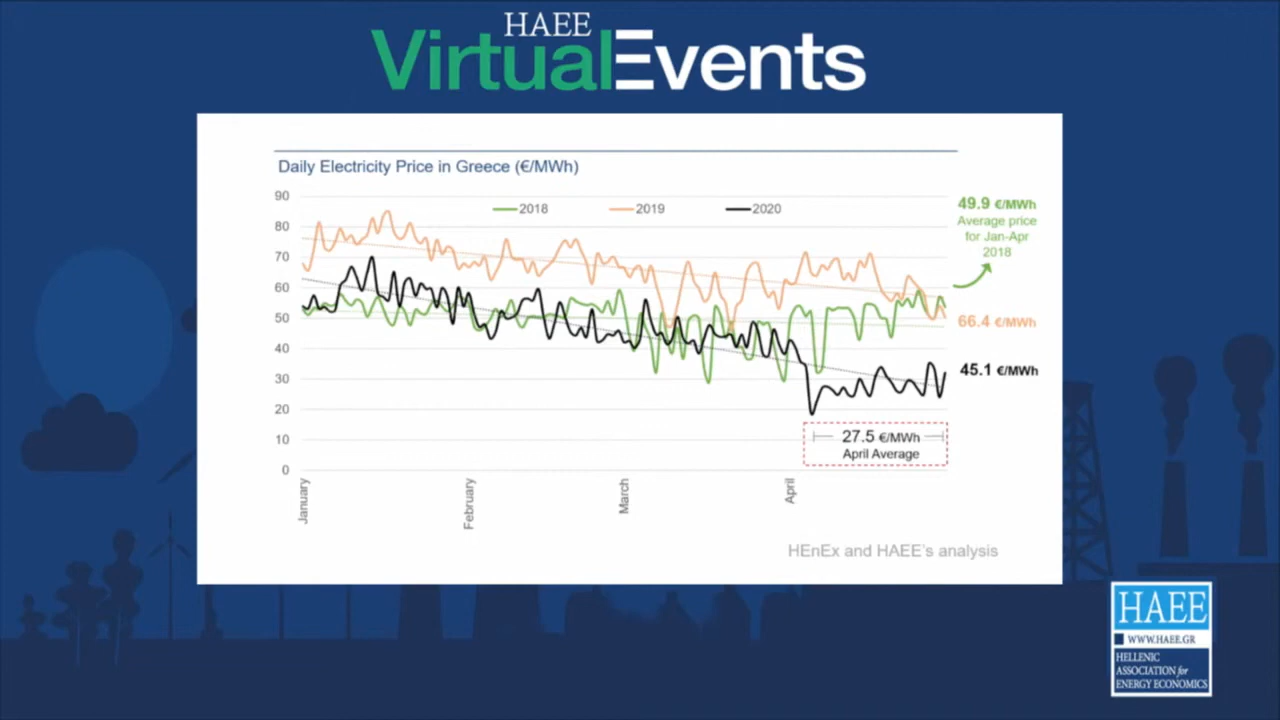 HAEE
VirtualEvents
Daily Electricity Price in Greece (€/MWh)
90
80
70
60
50
40
30
20
10
0
2018
2019
2020
49.9 €/MWh
Average price
for Jan-Apr
2018
66.4 €/MWh
45.1 €/MWh
27.5 €/MWh
April Average
January
February
March
April
HEnEx and HAEE's analysis
HAEE
WWW.HAEE.GR
HELLENIC
ASSOCIATION for
ENERGY ECONOMICS